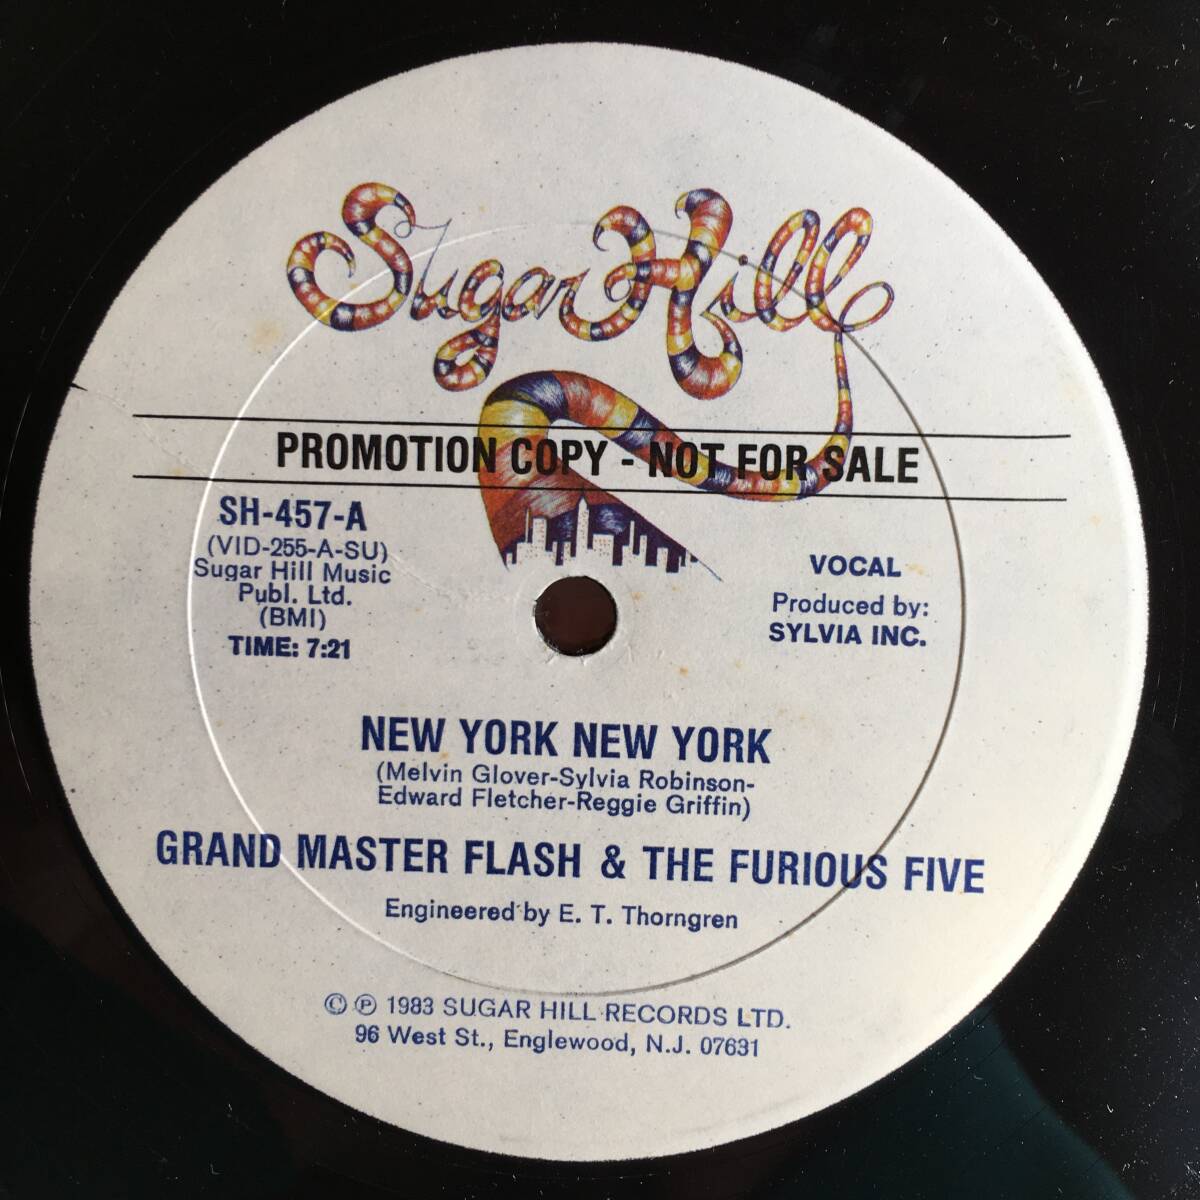 Sugar Hill
PROMOTION COPY - NOT FOR SALE
SH-457-A
(VID-255-A-SU)
Sugar Hill Music
Publ. Ltd.
(BMI)
TIME: 7:21
VOCAL
Produced by:
SYLVIA INC.
NEW YORK NEW YORK
(Melvin Glover-Sylvia Robinson-
Edward Fletcher-Reggie Griffin)
GRAND MASTER FLASH & THE FURIOUS FIVE
Engineered by E. T. Thorngren
© ℗ 1983 SUGAR HILL RECORDS LTD.
96 West St., Englewood, N.J. 07631